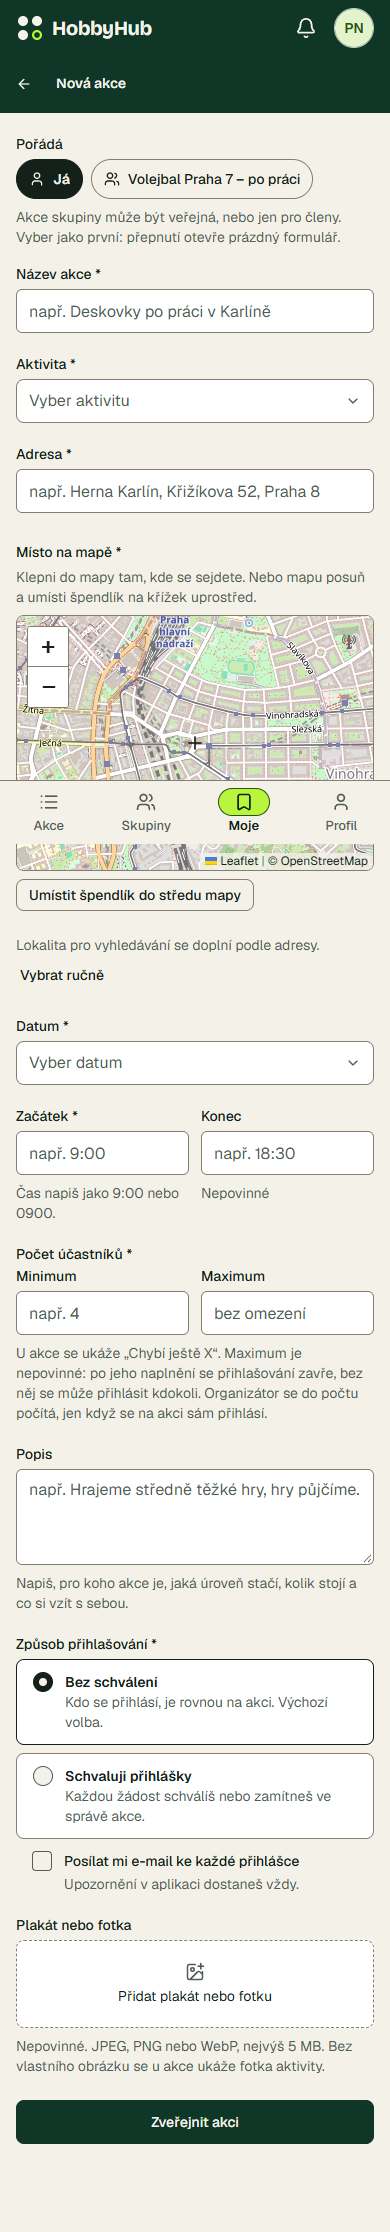 HobbyHub
PN
Nová akce
Pořádá
Já
Volejbal Praha 7 – po práci
Akce skupiny může být veřejná, nebo jen pro členy.
Vyber jako první: přepnutí otevře prázdný formulář.
Název akce *
např. Deskovky po práci v Karlíně
Aktivita *
Vyber aktivitu
Adresa *
např. Herna Karlín, Křižíkova 52, Praha 8
Místo na mapě *
Klepni do mapy tam, kde se sejdete. Nebo mapu posuň
a umísti špendlík na křížek uprostřed.
Praha
hlavní
nádraží
Slavíkova
+
−
Žitná
Vinohradská
Slezská
Ječná
Vinohra
Akce
Skupiny
Moje
Profil
Leaflet | © OpenStreetMap
Umístit špendlík do středu mapy
Lokalita pro vyhledávání se doplní podle adresy.
Vybrat ručně
Datum *
Vyber datum
Začátek *
Konec
např. 9:00
např. 18:30
Čas napiš jako 9:00 nebo
0900.
Nepovinné
Počet účastníků *
Minimum
Maximum
např. 4
bez omezení
U akce se ukáže „Chybí ještě X“. Maximum je
nepovinné: po jeho naplnění se přihlašování zavře, bez
něj se může přihlásit kdokoli. Organizátor se do počtu
počítá, jen když se na akci sám přihlásí.
Popis
např. Hrajeme středně těžké hry, hry půjčíme.
Napiš, pro koho akce je, jaká úroveň stačí, kolik stojí a
co si vzít s sebou.
Způsob přihlašování *
Bez schválení
Kdo se přihlásí, je rovnou na akci. Výchozí
volba.
Schvaluji přihlášky
Každou žádost schválíš nebo zamítneš ve
správě akce.
Posílat mi e-mail ke každé přihlášce
Upozornění v aplikaci dostaneš vždy.
Plakát nebo fotka
Přidat plakát nebo fotku
Nepovinné. JPEG, PNG nebo WebP, nejvýš 5 MB. Bez
vlastního obrázku se u akce ukáže fotka aktivity.
Zveřejnit akci